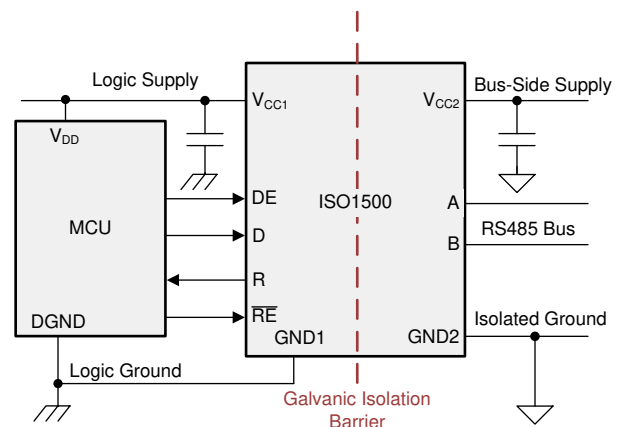 Logic Supply
Bus-Side Supply
VCC1
VCC2
VDD
MCU
DE
D
R
RE
ISO1500
A
B
RS485 Bus
DGND
GND1
GND2
Isolated Ground
Logic Ground
Galvanic Isolation
Barrier